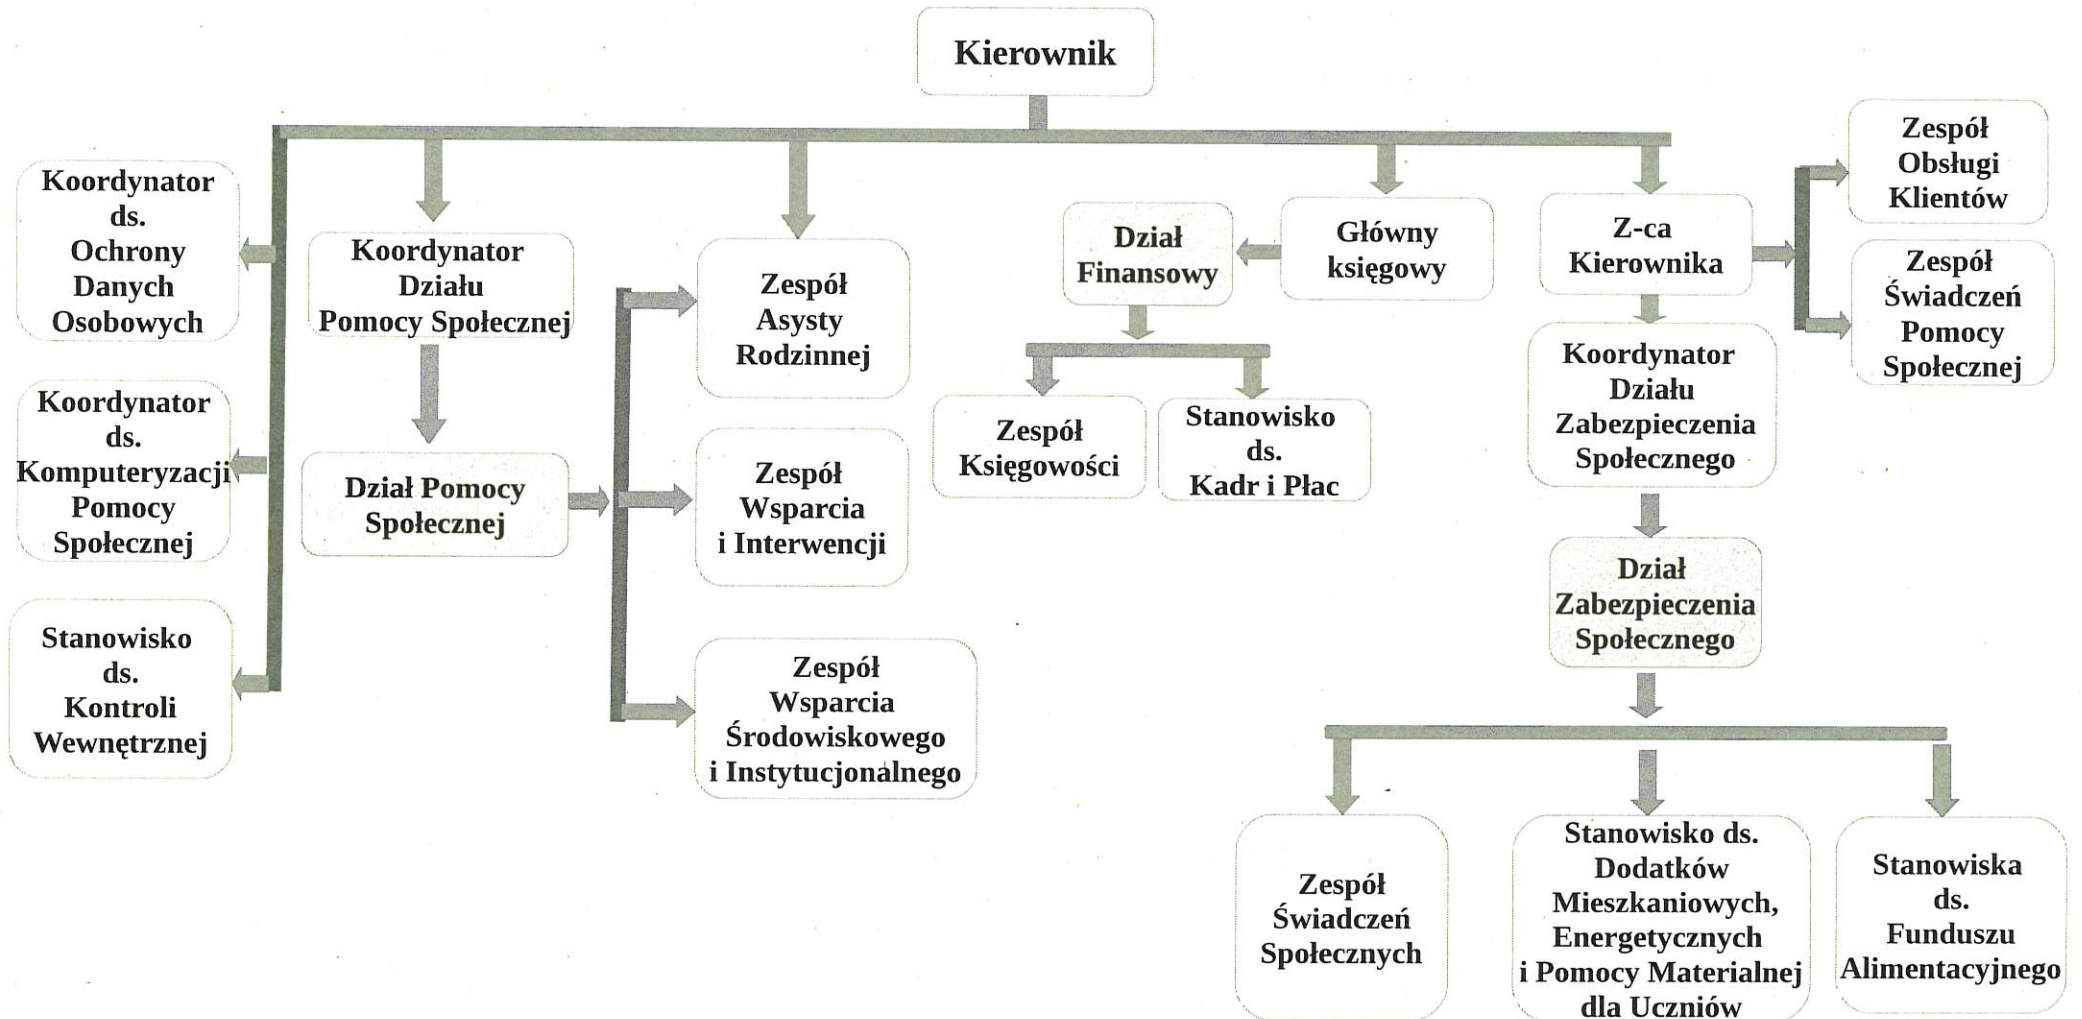 Kierownik
Koordynator
ds.
Ochrony
Danych
Osobowych
Koordynator
ds.
Komputeryzacji
Pomocy
Społecznej
Stanowisko
ds.
Kontroli
Wewnętrznej
Koordynator
Działu
Pomocy Społecznej
Dział Pomocy
Społecznej
Zespół
Asysty
Rodzinnej
Zespół
Wsparcia
i Interwencji
Zespół
Wsparcia
Środowiskowego
i Instytucjonalnego
Dział
Finansowy
Główny
księgowy
Zespół
Księgowości
Stanowisko
ds.
Kadr i Płac
Z-ca
Kierownika
Zespół
Obsługi
Klientów
Zespół
Świadczeń
Pomocy
Społecznej
Koordynator
Działu
Zabezpieczenia
Społecznego
Dział
Zabezpieczenia
Społecznego
Zespół
Świadczeń
Społecznych
Stanowisko ds.
Dodatków
Mieszkaniowych,
Energetycznych
i Pomocy Materialnej
dla Uczniów
Stanowiska
ds.
Funduszu
Alimentacyjnego